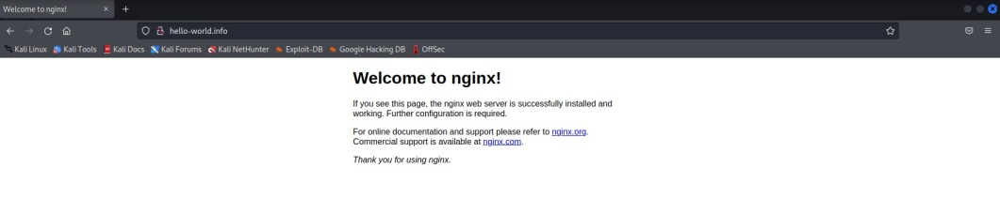 Welcome to nginx!
hello-world.info
Kali Linux Kali Tools Kali Docs Kali Forums Kali NetHunter Exploit-DB Google Hacking DB OffSec
Welcome to nginx!
If you see this page, the nginx web server is successfully installed and
working. Further configuration is required.
For online documentation and support please refer to nginx.org.
Commercial support is available at nginx.com.
Thank you for using nginx.